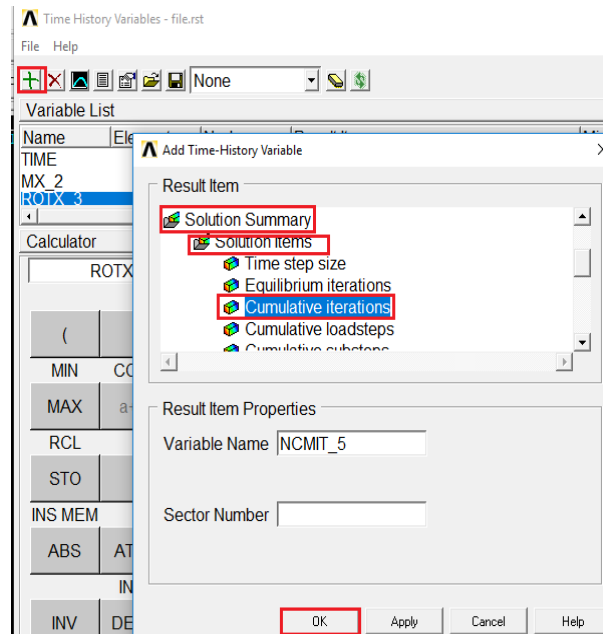 Time History Variables - file.rst
File Help
None
Variable List
Name
TIME
MX_2
ROTX_3
Calculator
ROTX
(
MIN
MAX
RCL
STO
INS MEM
ABS
INV
Add Time-History Variable
Result Item
Solution Summary
Solution Items
Time step size
Equilibrium iterations
Cumulative iterations
Cumulative loadsteps
Cumulative substeps
Result Item Properties
Variable Name NCMIT_5
Sector Number
OK Apply Cancel Help